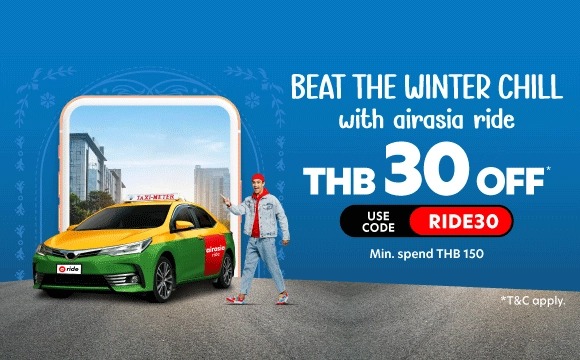 BEAT THE WINTER CHILL
with airasia ride
THB 30 OFF*
USE CODE RIDE30
Min. spend THB 150
*T&C apply.
TAXI-METER
airasia
ride
ride